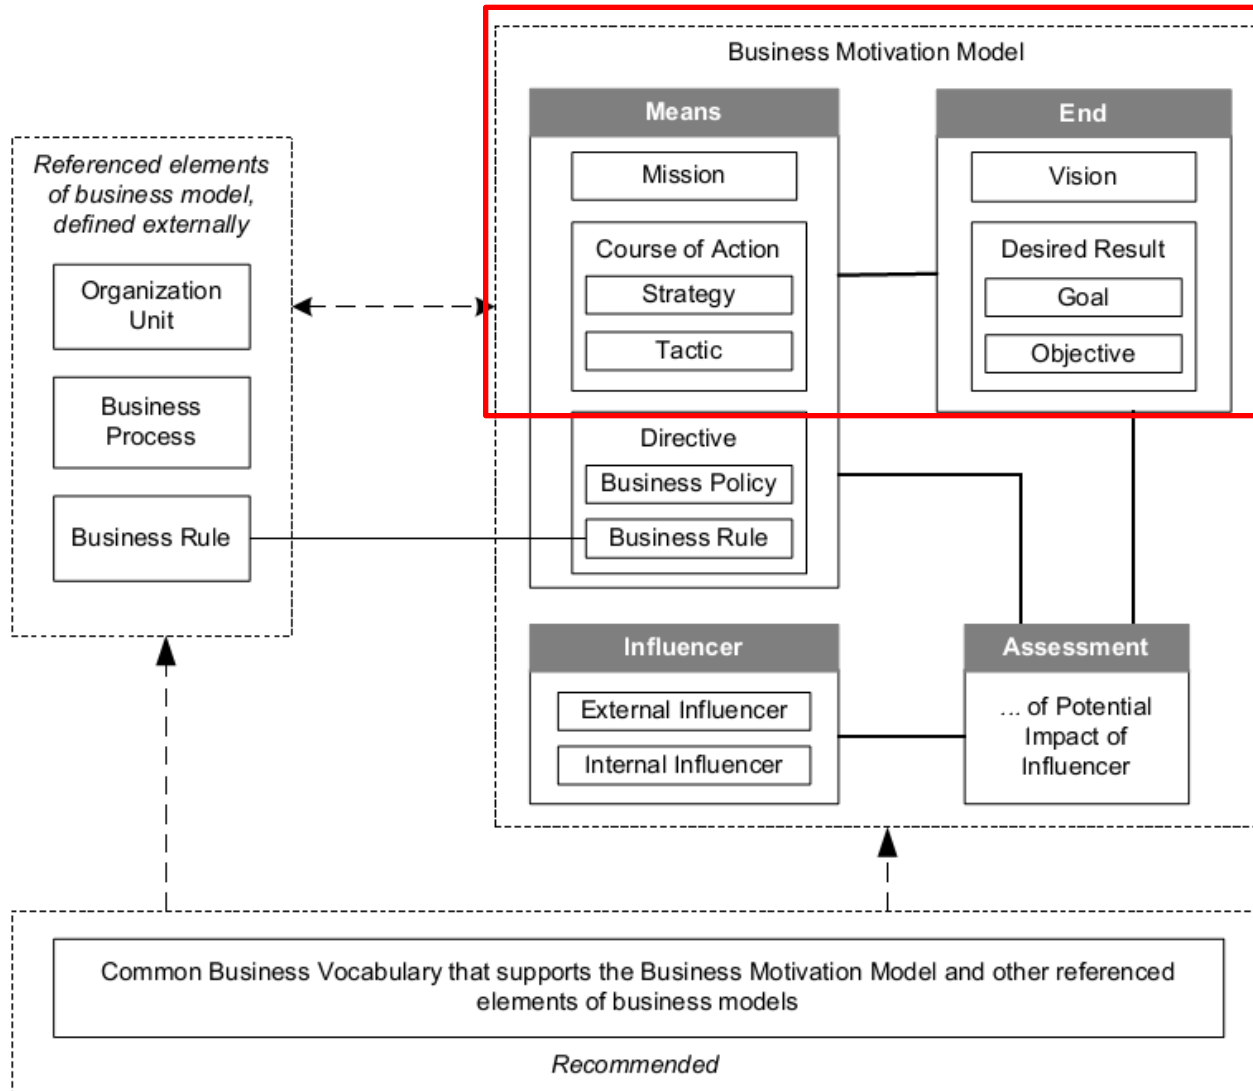 Business Motivation Model
Means
Mission
Course of Action
Strategy
Tactic
Directive
Business Policy
Business Rule
End
Vision
Desired Result
Goal
Objective
Referenced elements
of business model,
defined externally
Organization
Unit
Business
Process
Business Rule
Influencer
External Influencer
Internal Influencer
Assessment
... of Potential
Impact of
Influencer
Common Business Vocabulary that supports the Business Motivation Model and other referenced
elements of business models
Recommended